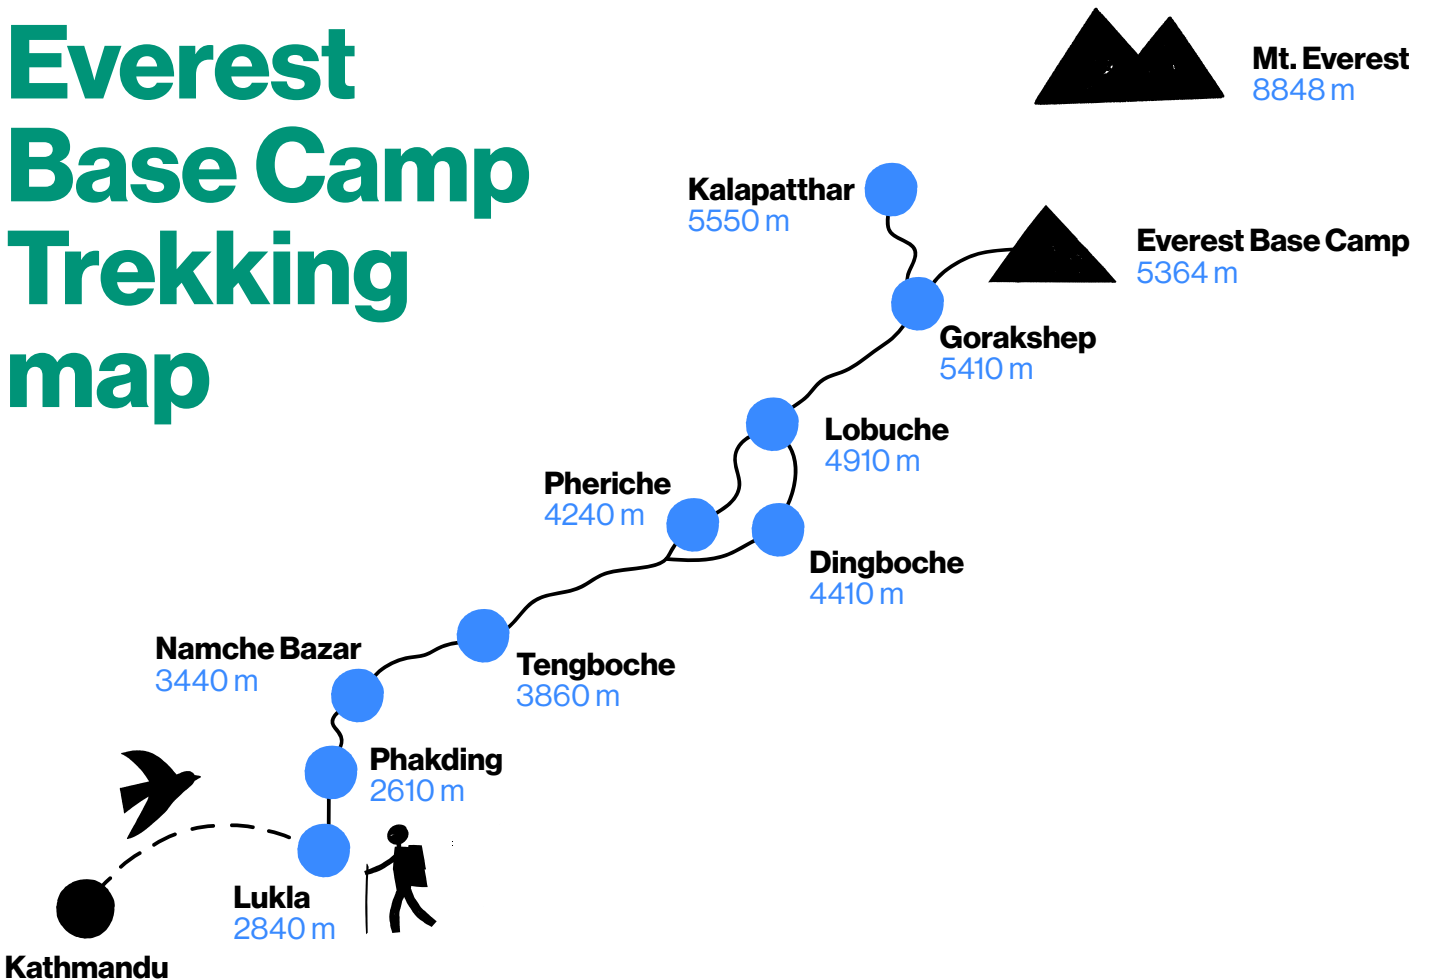 Everest
Base Camp
Trekking
map
Mt. Everest
8848 m
Kalapatthar
5550 m
Everest Base Camp
5364 m
Gorakshep
5410 m
Lobuche
4910 m
Pheriche
4240 m
Dingboche
4410 m
Namche Bazar
3440 m
Tengboche
3860 m
Phakding
2610 m
Lukla
2840 m
Kathmandu